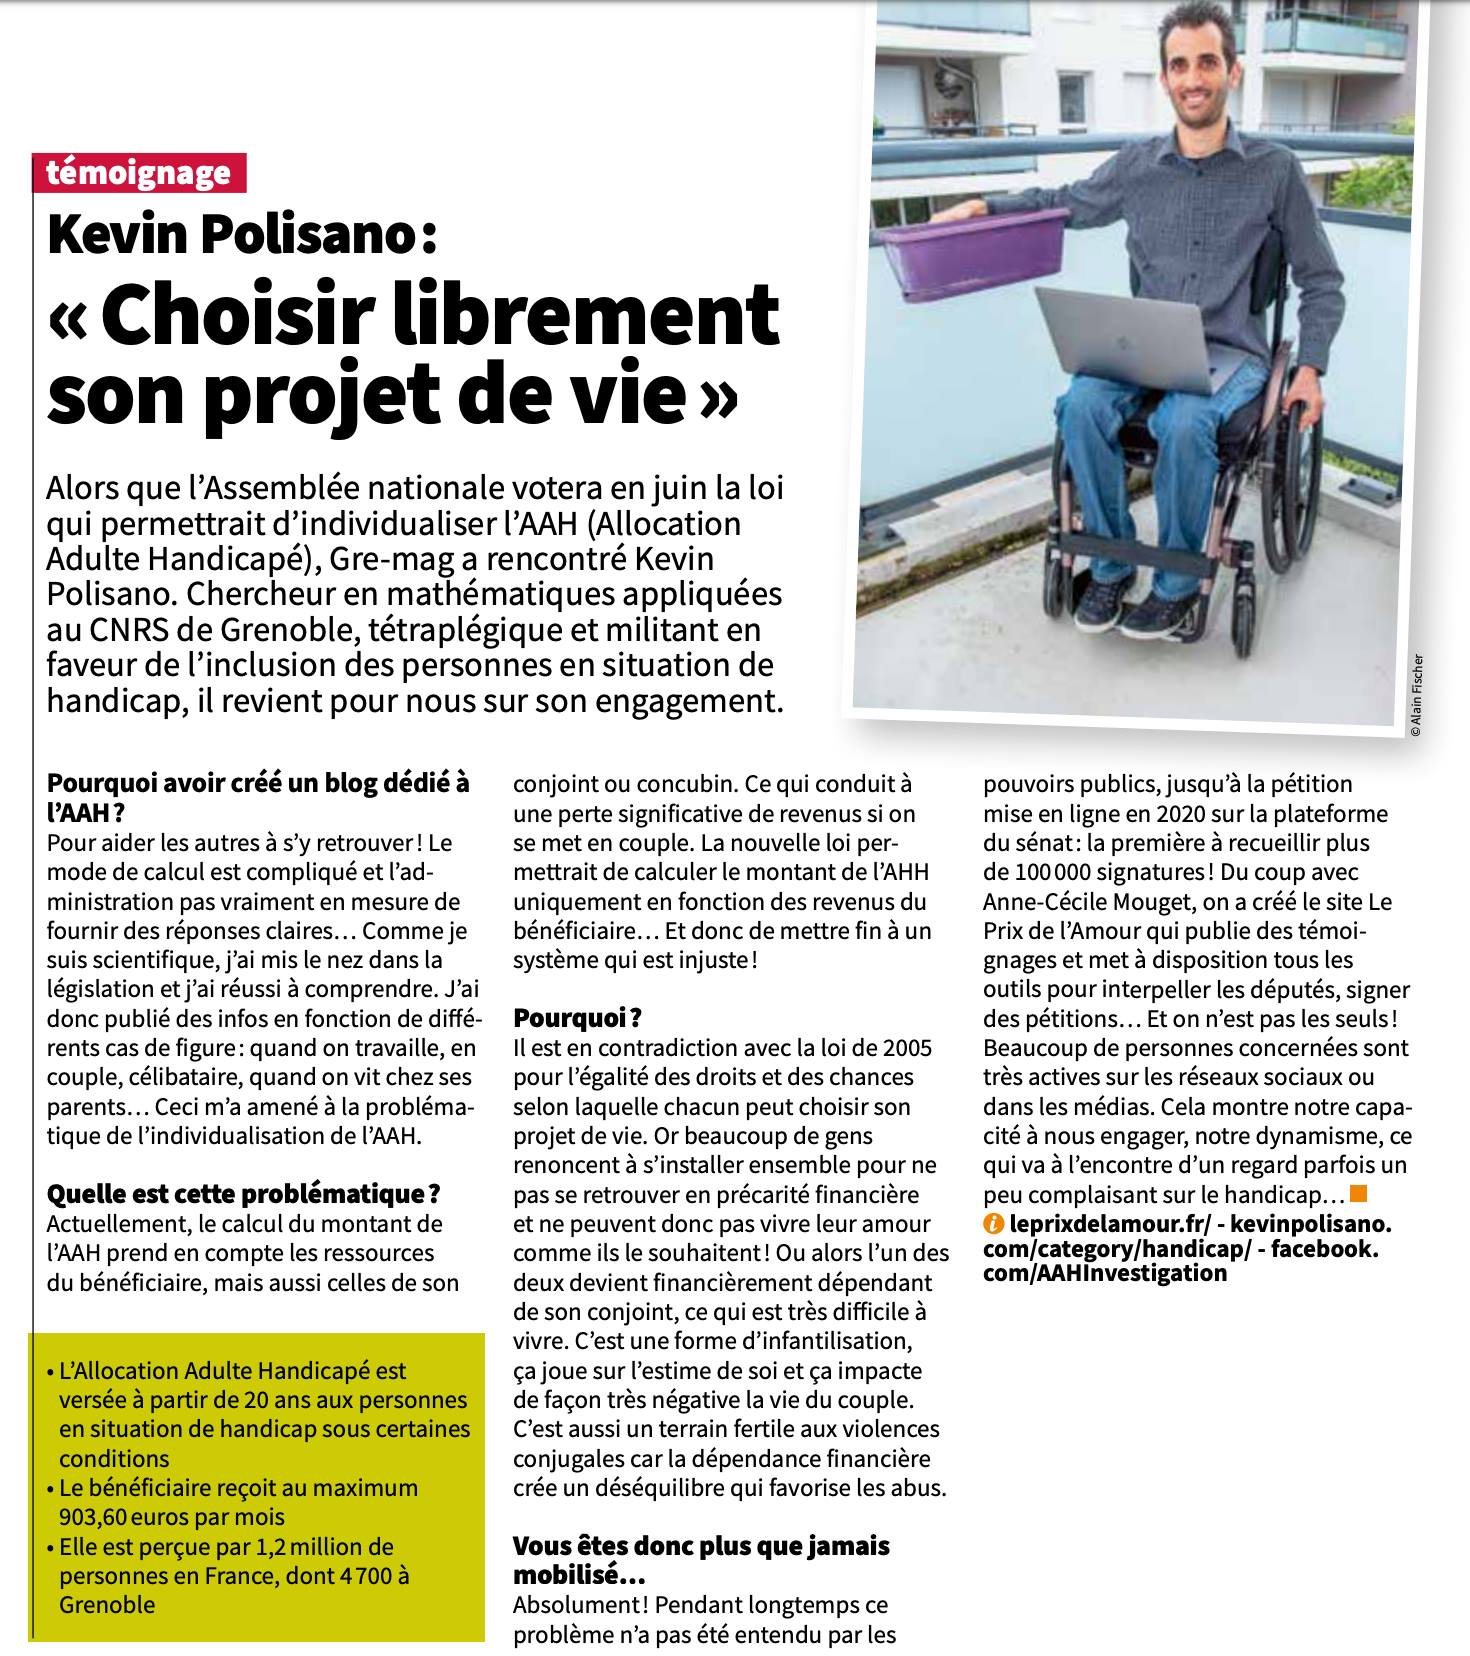 témoignage
Kevin Polisano :
« Choisir librement
son projet de vie »
Alors que l’Assemblée nationale votera en juin la loi
qui permettrait d’individualiser l’AAH (Allocation
Adulte Handicapé), Gre-mag a rencontré Kevin
Polisano. Chercheur en mathématiques appliquées
au CNRS de Grenoble, tétraplégique et militant en
faveur de l’inclusion des personnes en situation de
handicap, il revient pour nous sur son engagement.
© Alain Fischer
Pourquoi avoir créé un blog dédié à
l’AAH ?
Pour aider les autres à s’y retrouver ! Le
mode de calcul est compliqué et l’ad-
ministration pas vraiment en mesure de
fournir des réponses claires… Comme je
suis scientifique, j’ai mis le nez dans la
législation et j’ai réussi à comprendre. J’ai
donc publié des infos en fonction de diffé-
rents cas de figure : quand on travaille, en
couple, célibataire, quand on vit chez ses
parents… Ceci m’a amené à la probléma-
tique de l’individualisation de l’AAH.
Quelle est cette problématique ?
Actuellement, le calcul du montant de
l’AAH prend en compte les ressources
du bénéficiaire, mais aussi celles de son
conjoint ou concubin. Ce qui conduit à
une perte significative de revenus si on
se met en couple. La nouvelle loi per-
mettrait de calculer le montant de l’AHH
uniquement en fonction des revenus du
bénéficiaire… Et donc de mettre fin à un
système qui est injuste !
Pourquoi ?
Il est en contradiction avec la loi de 2005
pour l’égalité des droits et des chances
selon laquelle chacun peut choisir son
projet de vie. Or beaucoup de gens
renoncent à s’installer ensemble pour ne
pas se retrouver en précarité financière
et ne peuvent donc pas vivre leur amour
comme ils le souhaitent ! Ou alors l’un des
deux devient financièrement dépendant
de son conjoint, ce qui est très difficile à
vivre. C’est une forme d’infantilisation,
ça joue sur l’estime de soi et ça impacte
de façon très négative la vie du couple.
C’est aussi un terrain fertile aux violences
conjugales car la dépendance financière
crée un déséquilibre qui favorise les abus.
Vous êtes donc plus que jamais
mobilisé…
Absolument ! Pendant longtemps ce
problème n’a pas été entendu par les
pouvoirs publics, jusqu’à la pétition
mise en ligne en 2020 sur la plateforme
du sénat : la première à recueillir plus
de 100 000 signatures ! Du coup avec
Anne-Cécile Mouget, on a créé le site Le
Prix de l’Amour qui publie des témoi-
gnages et met à disposition tous les
outils pour interpeller les députés, signer
des pétitions… Et on n’est pas les seuls !
Beaucoup de personnes concernées sont
très actives sur les réseaux sociaux ou
dans les médias. Cela montre notre capa-
cité à nous engager, notre dynamisme, ce
qui va à l’encontre d’un regard parfois un
peu complaisant sur le handicap…
i leprixdelamour.fr/ - kevinpolisano.
com/category/handicap/ - facebook.
com/AAHInvestigation
• L’Allocation Adulte Handicapé est
versée à partir de 20 ans aux personnes
en situation de handicap sous certaines
conditions
• Le bénéficiaire reçoit au maximum
903,60 euros par mois
• Elle est perçue par 1,2 million de
personnes en France, dont 4 700 à
Grenoble